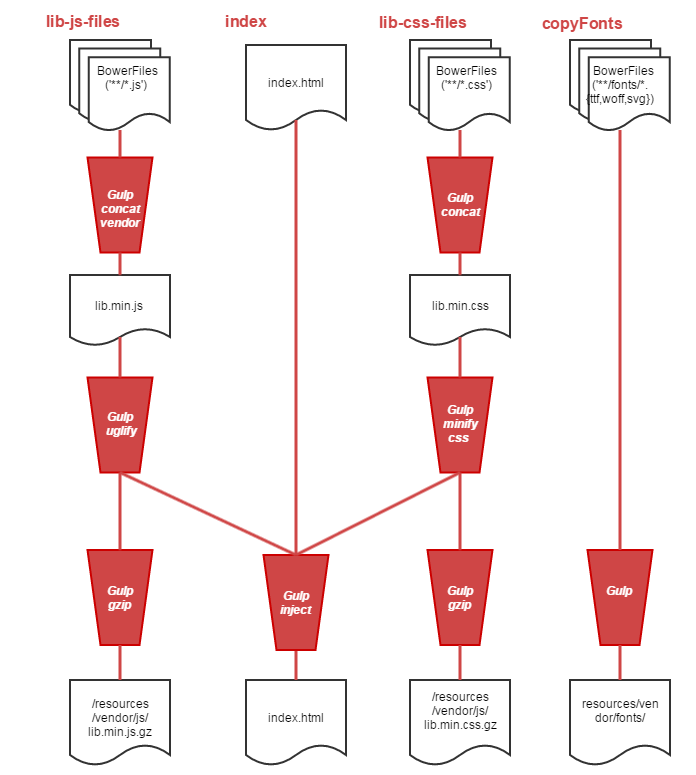 lib-js-files
index
lib-css-files
copyFonts
BowerFiles
('**/*.js')
index.html
BowerFiles
('**/*.css')
BowerFiles
('**/fonts/*.
{ttf,woff,svg})
Gulp
concat
vendor
Gulp
concat
lib.min.js
lib.min.css
Gulp
uglify
Gulp
minify
css
Gulp
gzip
Gulp
inject
Gulp
gzip
Gulp
/resources
/vendor/js/
lib.min.js.gz
index.html
/resources
/vendor/js/
lib.min.css.gz
resources/ven
dor/fonts/